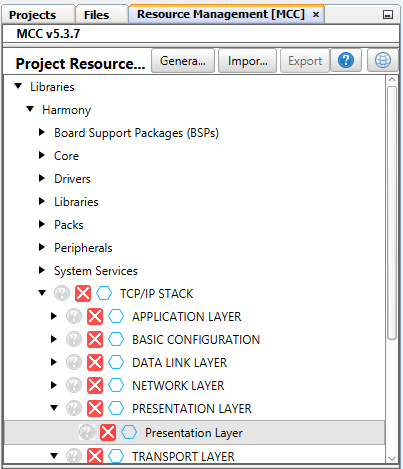 Projects Files Resource Management [MCC] ×
MCC v5.3.7
Project Resource... Genera... Impor... Export ?
Libraries
Harmony
Board Support Packages (BSPs)
Core
Drivers
Libraries
Packs
Peripherals
System Services
? TCP/IP STACK
? APPLICATION LAYER
? BASIC CONFIGURATION
? DATA LINK LAYER
? NETWORK LAYER
? PRESENTATION LAYER
? Presentation Layer
? TRANSPORT LAYER